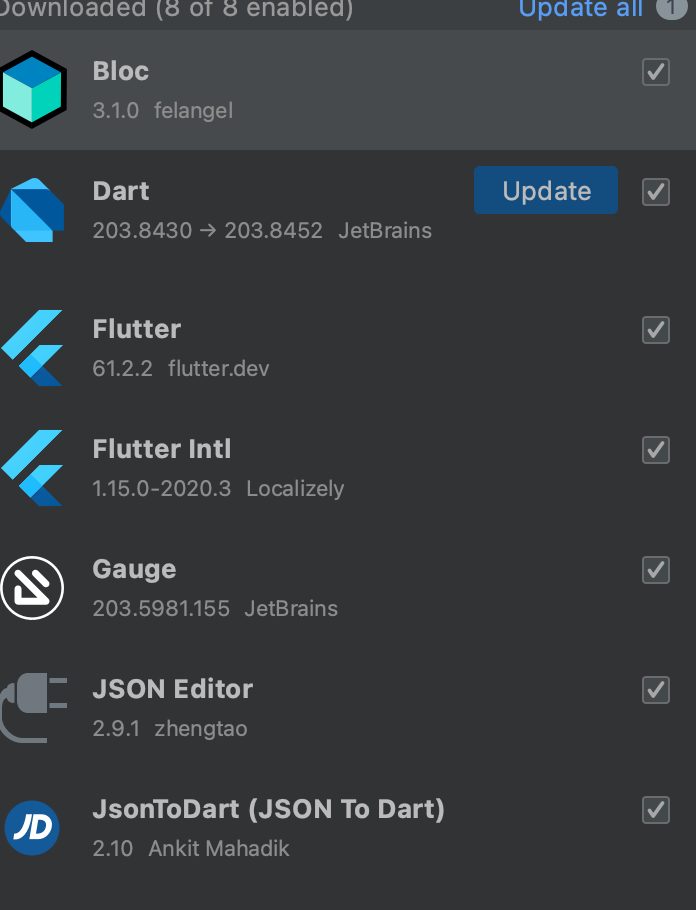 Downloaded (8 of 8 enabled)
Update all 1
Bloc
3.1.0 felangel
Dart
Update
203.8430 → 203.8452 JetBrains
Flutter
61.2.2 flutter.dev
Flutter Intl
1.15.0-2020.3 Localizely
Gauge
203.5981.155 JetBrains
JSON Editor
2.9.1 zhengtao
JsonToDart (JSON To Dart)
JD
2.10 Ankit Mahadik